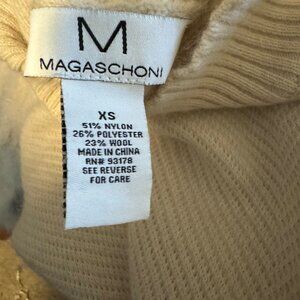 M
MAGASCHONI
XS
51% NYLON
26% POLYESTER
23% WOOL
MADE IN CHINA
RN# 93178
SEE REVERSE
FOR CARE